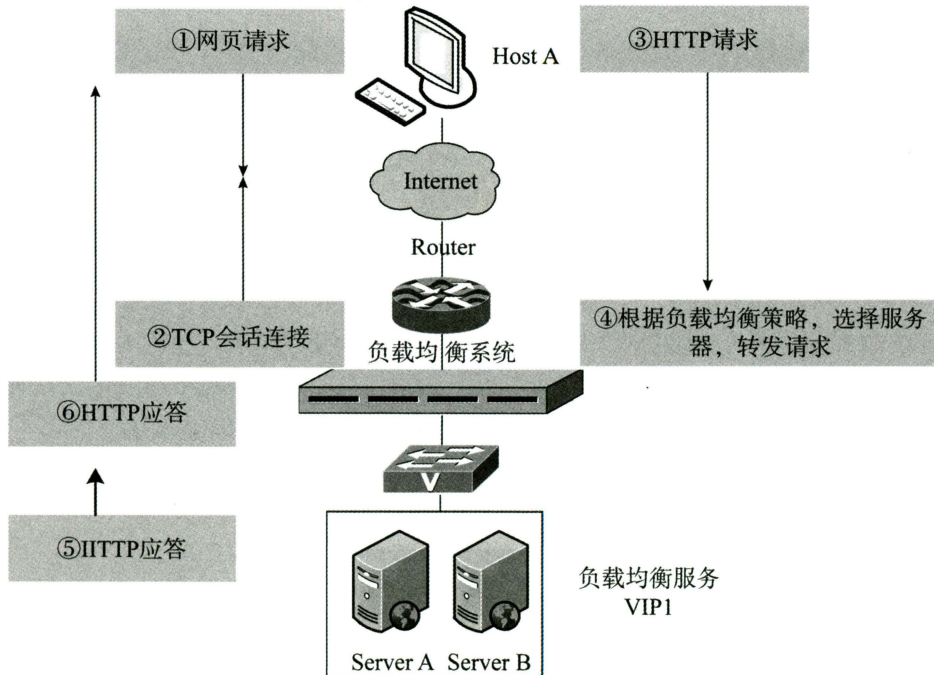 ①网页请求
Host A
③HTTP请求
Internet
Router
②TCP会话连接
负载均衡系统
④根据负载均衡策略，选择服务
器，转发请求
⑥HTTP应答
V
⑤IITTP应答
负载均衡服务
VIP1
Server A Server B